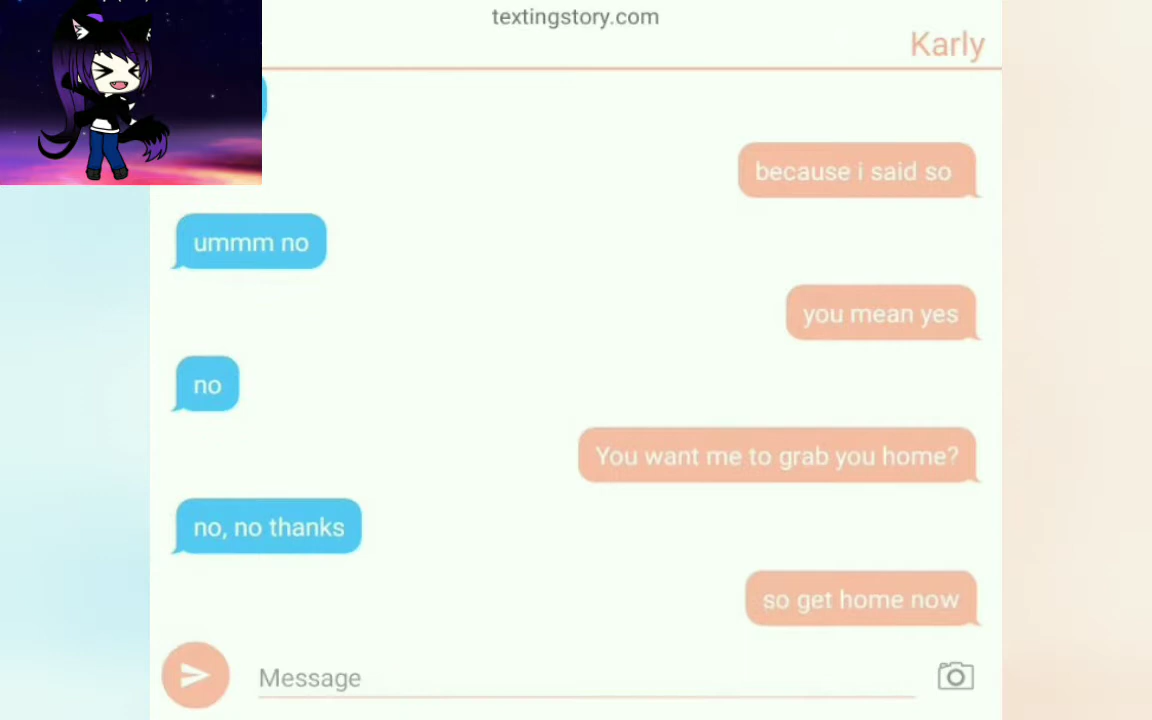 textingstory.com
Karly
because i said so
ummm no
you mean yes
no
You want me to grab you home?
no, no thanks
so get home now
Message